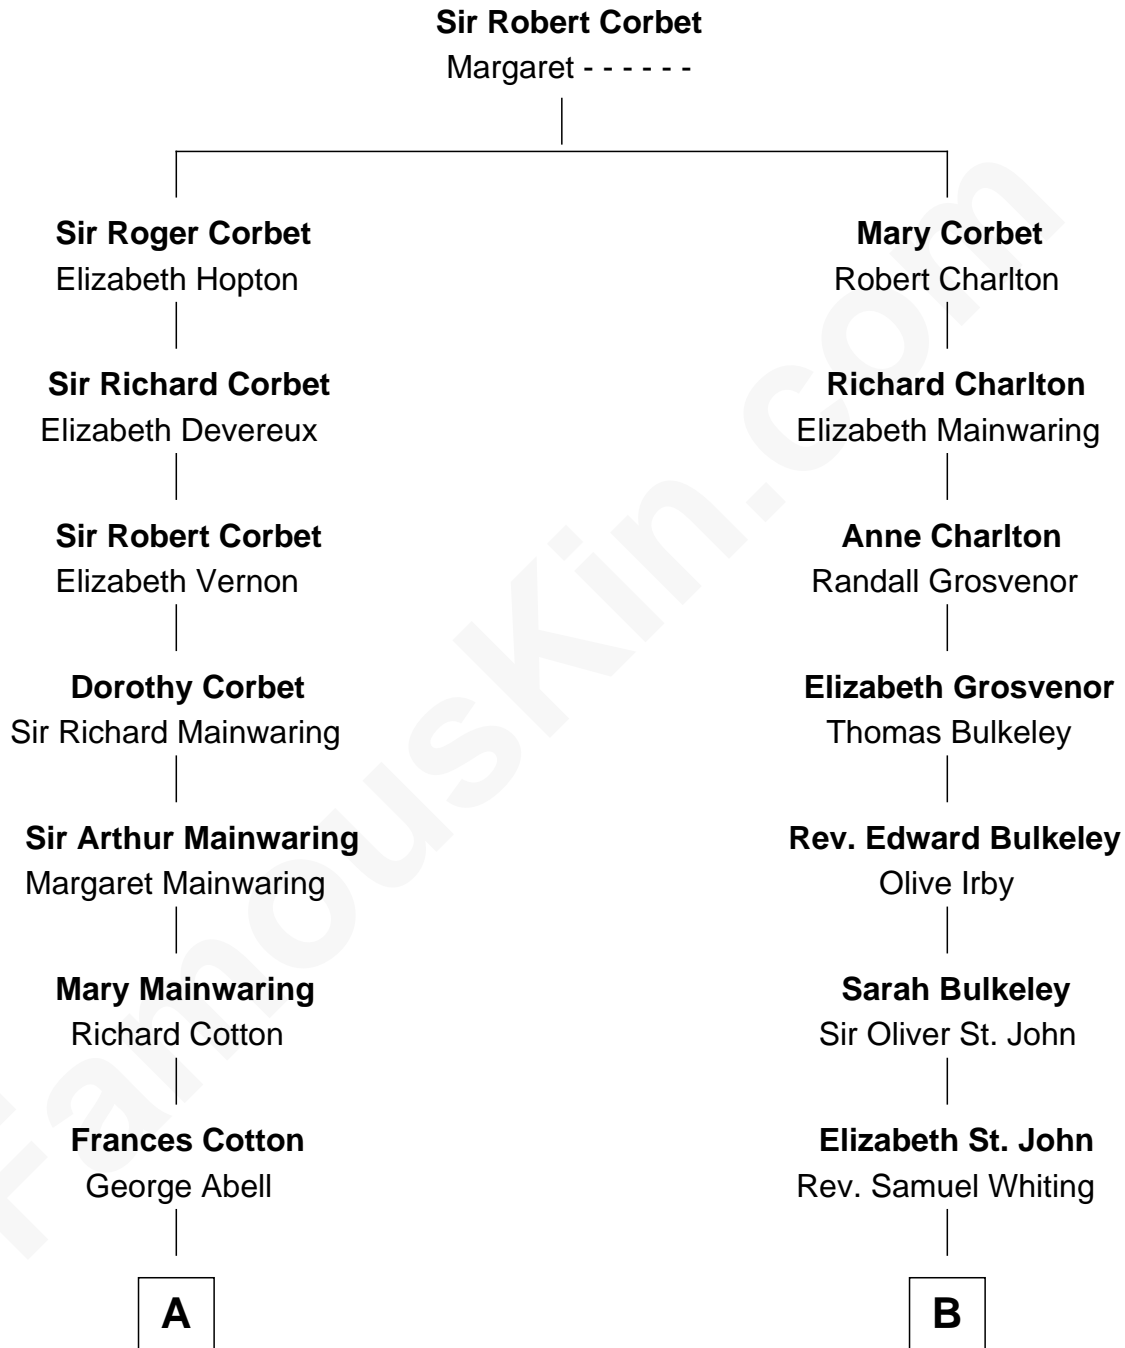 Sir Robert Corbet
Margaret - - - - - -
Sir Roger Corbet
Elizabeth Hopton
Mary Corbet
Robert Charlton
Sir Richard Corbet
Elizabeth Devereux
Richard Charlton
Elizabeth Mainwaring
Sir Robert Corbet
Elizabeth Vernon
Anne Charlton
Randall Grosvenor
Dorothy Corbet
Sir Richard Mainwaring
Elizabeth Grosvenor
Thomas Bulkeley
Sir Arthur Mainwaring
Margaret Mainwaring
Rev. Edward Bulkeley
Olive Irby
Mary Mainwaring
Richard Cotton
Sarah Bulkeley
Sir Oliver St. John
Frances Cotton
George Abell
Elizabeth St. John
Rev. Samuel Whiting
A
B
FamousKin.com